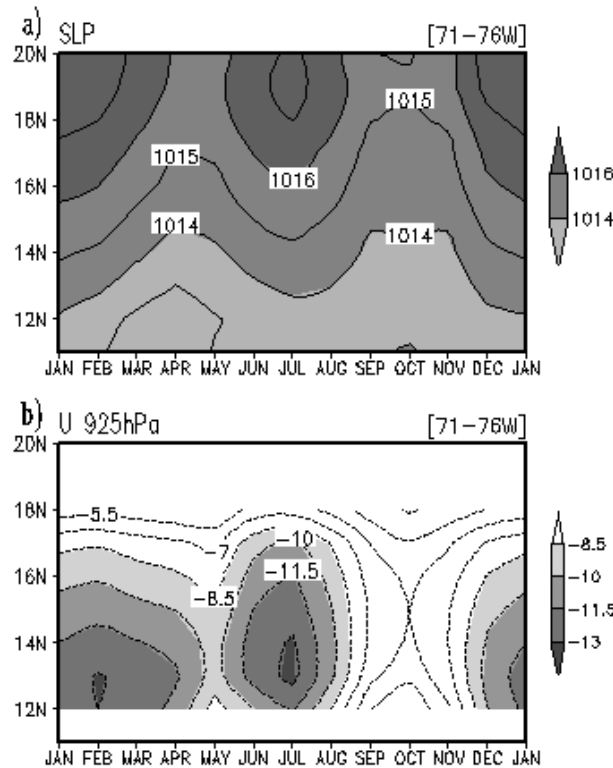 a) SLP [71-76W]
20N
18N
16N
14N
12N
1015
1015
1016
1014
1014
1016
1014
JAN FEB MAR APR MAY JUN JUL AUG SEP OCT NOV DEC JAN
b) U 925hPa [71-76W]
20N
18N
16N
14N
12N
-5.5
-7
-10
-11.5
-8.5
-8.5
-10
-11.5
-13
JAN FEB MAR APR MAY JUN JUL AUG SEP OCT NOV DEC JAN